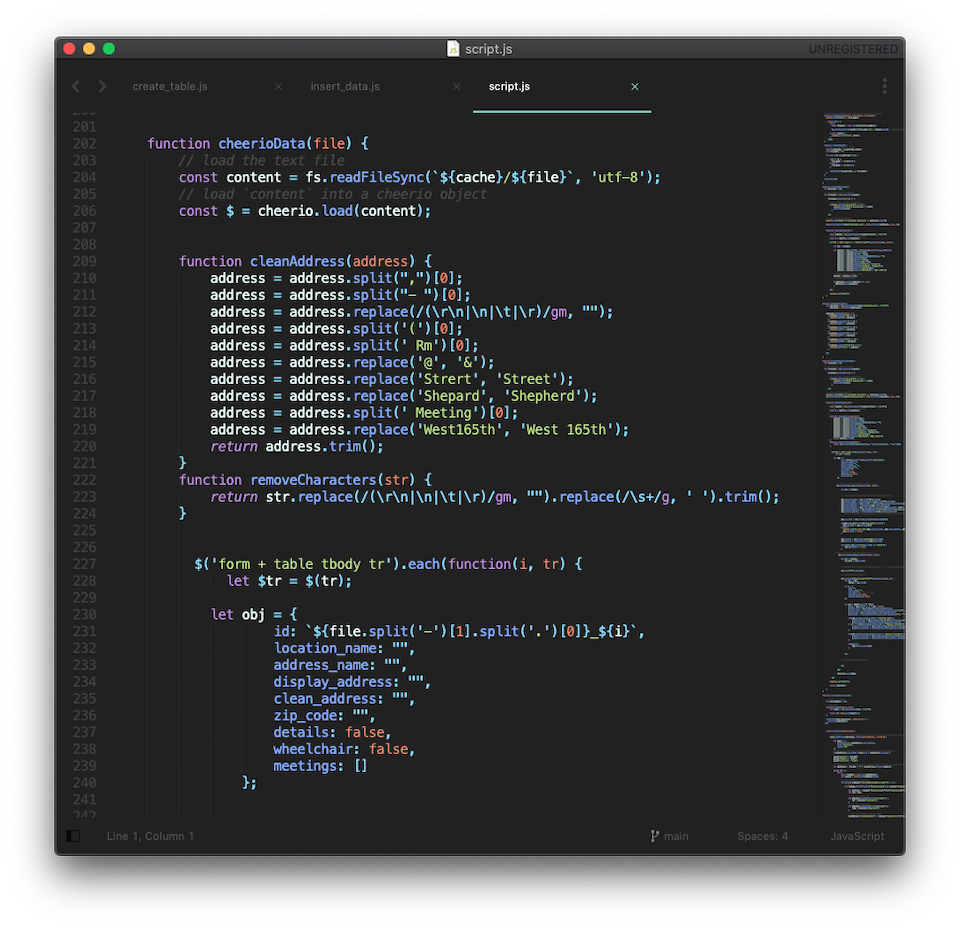 script.js
UNREGISTERED
create_table.js
insert_data.js
script.js
201
202 function cheerioData(file) {
203 // load the text file
204 const content = fs.readFileSync(`${cache}/${file}`, 'utf-8');
205 // load `content` into a cheerio object
206 const $ = cheerio.load(content);
207
208
209 function cleanAddress(address) {
210 address = address.split(",")[0];
211 address = address.split("- ")[0];
212 address = address.replace(/(\r\n|\n|\t|\r)/gm, "");
213 address = address.split('(')[0];
214 address = address.split(' Rm')[0];
215 address = address.replace('@', '&');
216 address = address.replace('Strert', 'Street');
217 address = address.replace('Shepard', 'Shepherd');
218 address = address.split(' Meeting')[0];
219 address = address.replace('West165th', 'West 165th');
220 return address.trim();
221 }
222 function removeCharacters(str) {
223 return str.replace(/(\r\n|\n|\t|\r)/gm, "").replace(/\s+/g, ' ').trim();
224 }
225
226
227 $('form + table tbody tr').each(function(i, tr) {
228 let $tr = $(tr);
229
230 let obj = {
231 id: `${file.split('-')[1].split('.')[0]}_${i}`,
232 location_name: "",
233 address_name: "",
234 display_address: "",
235 clean_address: "",
236 zip_code: "",
237 details: false,
238 wheelchair: false,
239 meetings: []
240 };
241
Line 1, Column 1
main
Spaces: 4
JavaScript